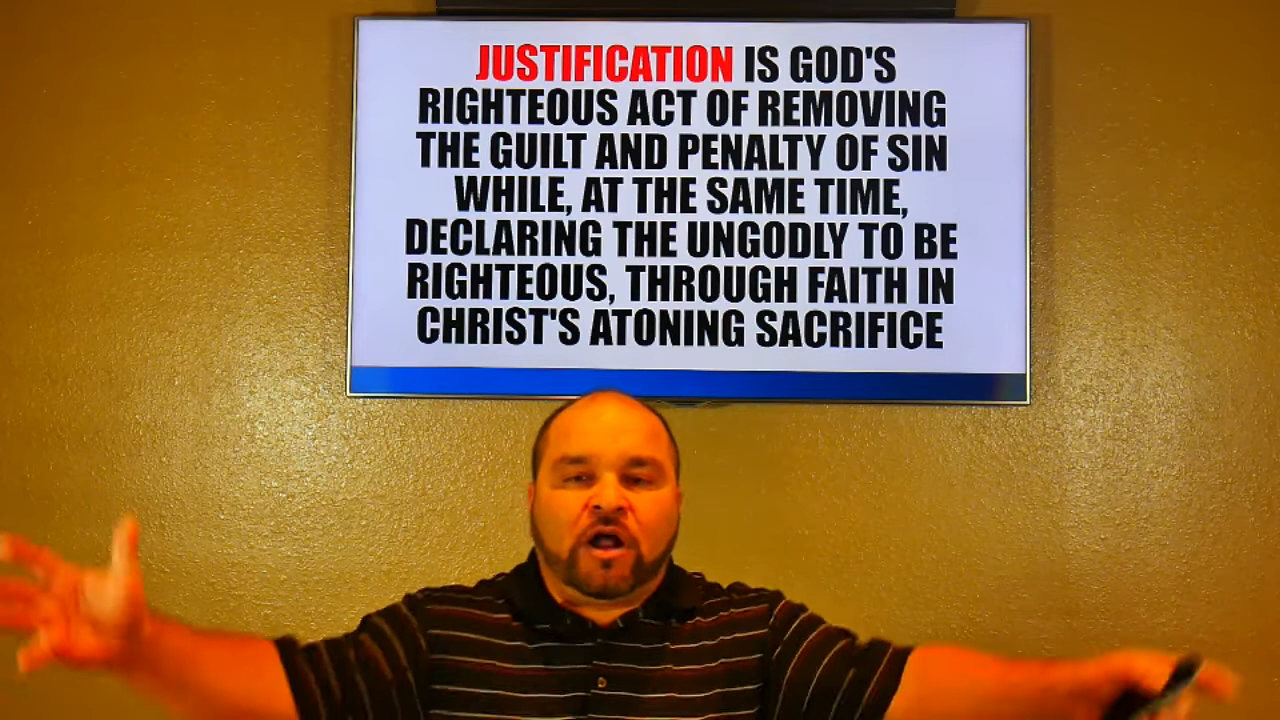 JUSTIFICATION IS GOD'S
RIGHTEOUS ACT OF REMOVING
THE GUILT AND PENALTY OF SIN
WHILE, AT THE SAME TIME,
DECLARING THE UNGODLY TO BE
RIGHTEOUS, THROUGH FAITH IN
CHRIST'S ATONING SACRIFICE